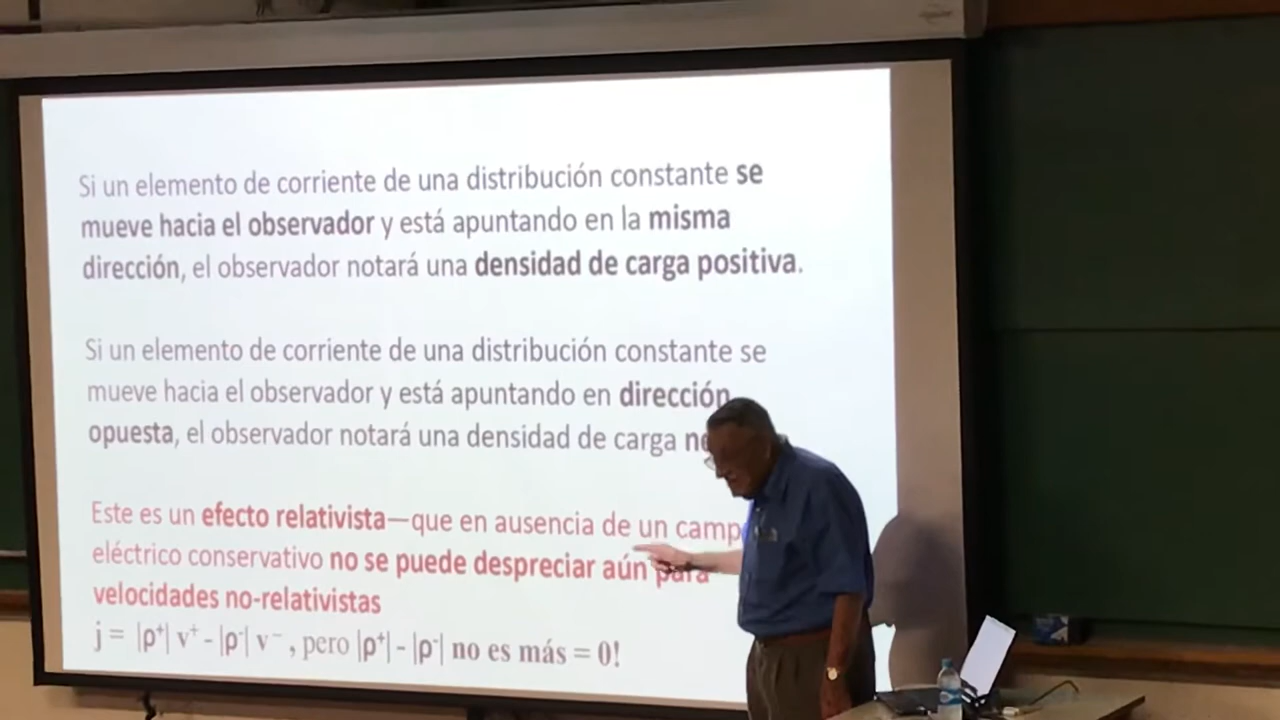 Si un elemento de corriente de una distribución constante se
mueve hacia el observador y está apuntando en la misma
dirección, el observador notará una densidad de carga positiva.
Si un elemento de corriente de una distribución constante se
mueve hacia el observador y está apuntando en dirección
opuesta, el observador notará una densidad de carga
Este es un efecto relativista—que en ausencia de un camp
eléctrico conservativo no se puede despreciar aún para
velocidades no-relativistas
j = |ρ⁺| v⁺ - |ρ⁻| v⁻ , pero |ρ⁺| - |ρ⁻| no es más = 0!